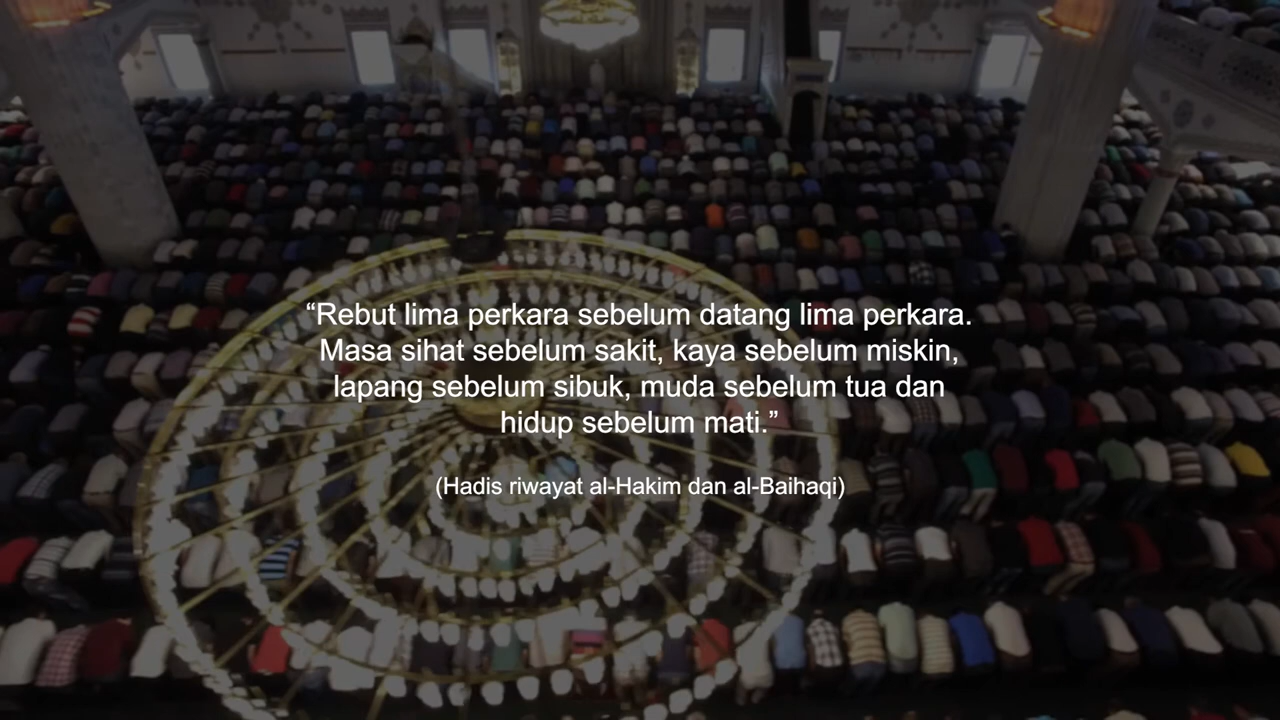 “Rebut lima perkara sebelum datang lima perkara.
Masa sihat sebelum sakit, kaya sebelum miskin,
lapang sebelum sibuk, muda sebelum tua dan
hidup sebelum mati.”
(Hadis riwayat al-Hakim dan al-Baihaqi)